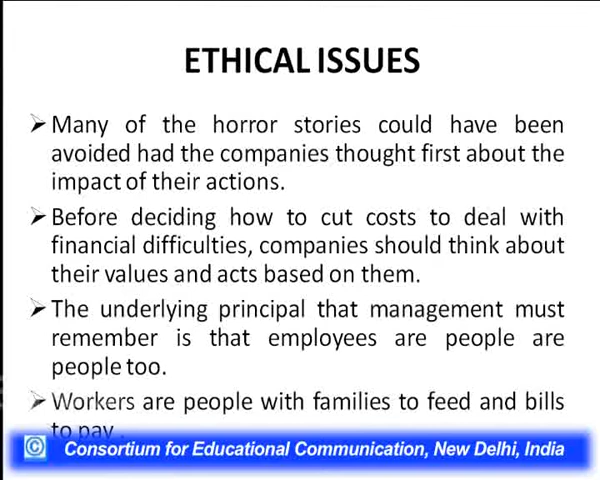 ETHICAL ISSUES
➢ Many of the horror stories could have been
avoided had the companies thought first about the
impact of their actions.
➢ Before deciding how to cut costs to deal with
financial difficulties, companies should think about
their values and acts based on them.
➢ The underlying principal that management must
remember is that employees are people are
people too.
➢ Workers are people with families to feed and bills
to pay .
© Consortium for Educational Communication, New Delhi, India